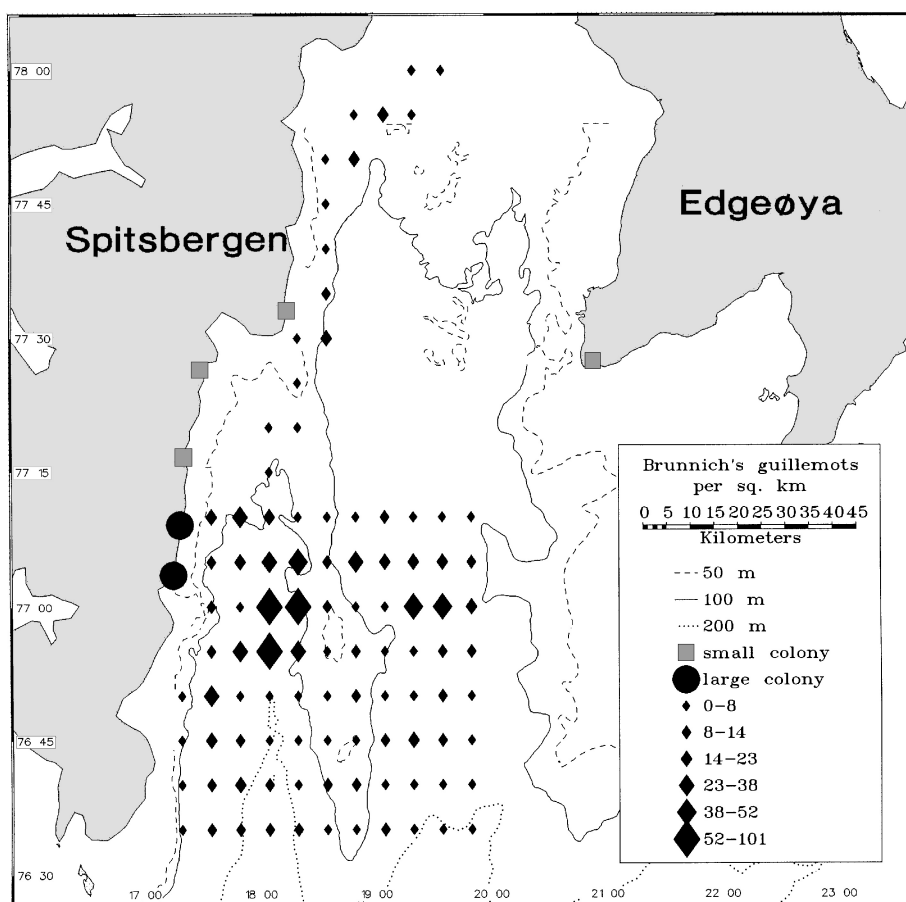 78 00
77 45
Edgeøya
Spitsbergen
77 30
77 15
Brunnich's guillemots
per sq. km
0 5 10 15 20 25 30 35 40 45
Kilometers
50 m
100 m
77 00
200 m
small colony
large colony
0-8
8-14
76 45
14-23
23-38
38-52
52-101
76 30
17 00 18 00 19 00 20 00 21 00 22 00 23 00